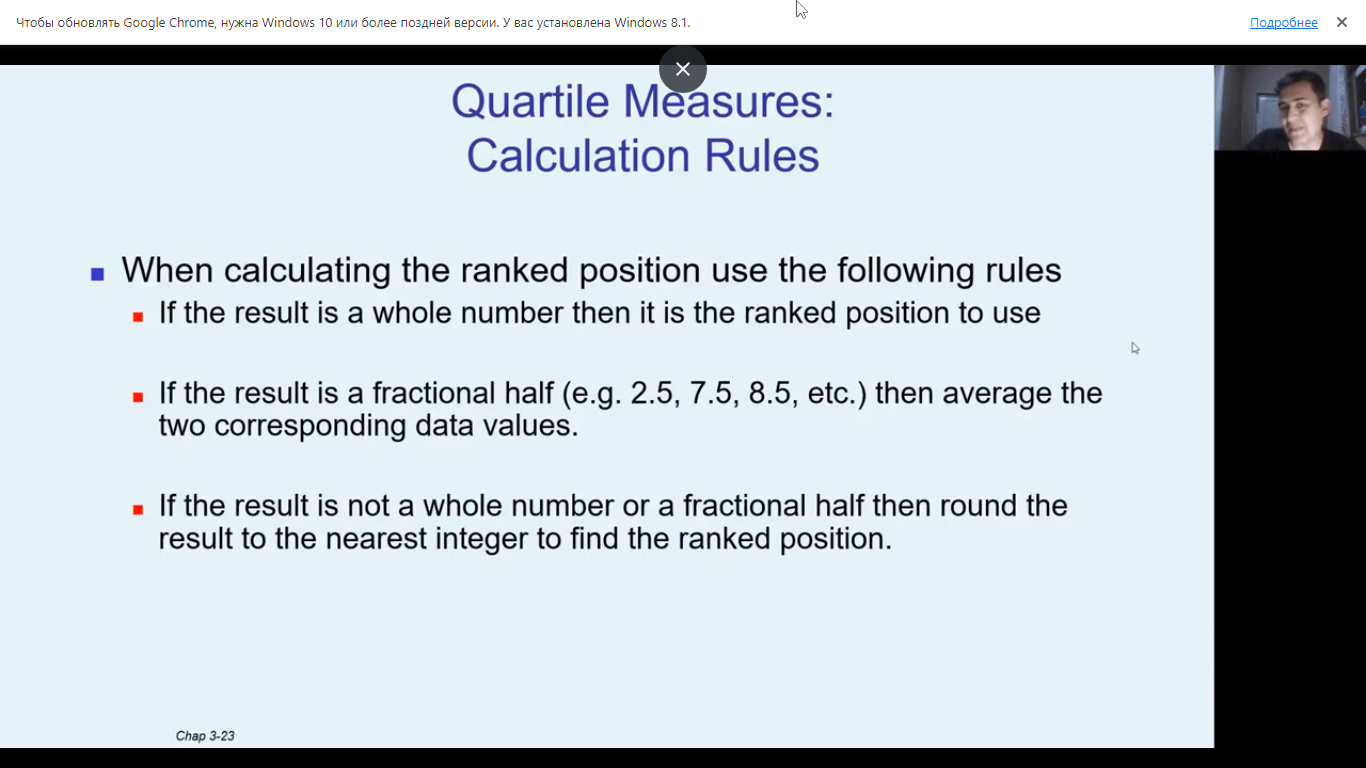 Чтобы обновлять Google Chrome, нужна Windows 10 или более поздней версии. У вас установлена Windows 8.1.
Подробнее
Quartile Measures:
Calculation Rules
When calculating the ranked position use the following rules
If the result is a whole number then it is the ranked position to use
If the result is a fractional half (e.g. 2.5, 7.5, 8.5, etc.) then average the
two corresponding data values.
If the result is not a whole number or a fractional half then round the
result to the nearest integer to find the ranked position.
Chap 3-23